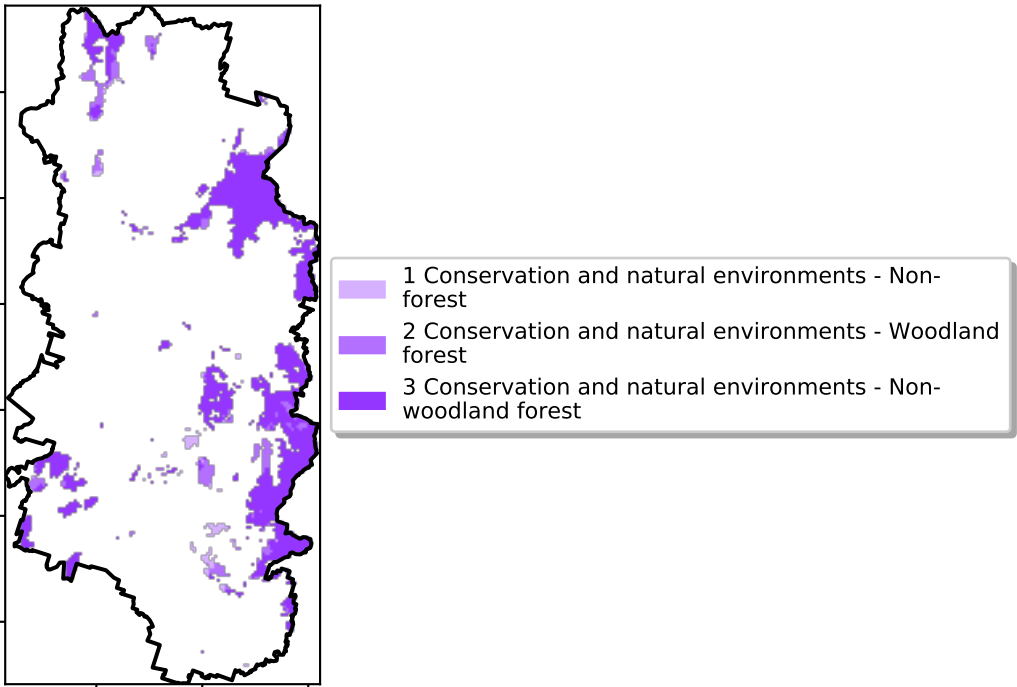 1 Conservation and natural environments - Non-
forest
2 Conservation and natural environments - Woodland
forest
3 Conservation and natural environments - Non-
woodland forest